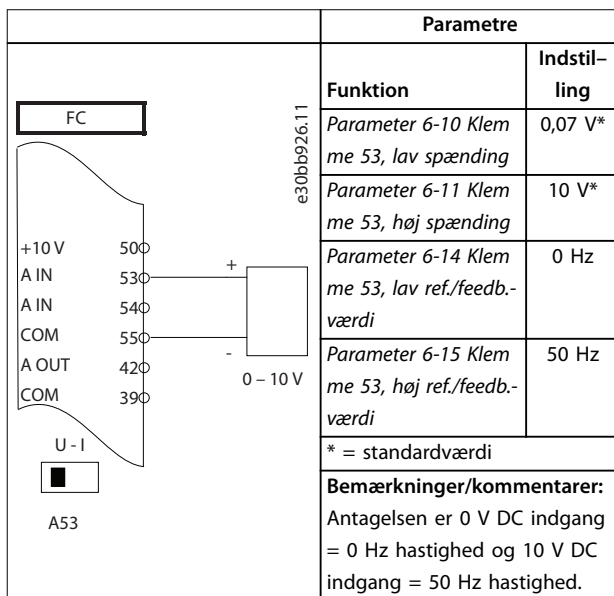 Parametre
Funktion
Indstil–
ling
Parameter 6-10 Klem
me 53, lav spænding
0,07 V*
Parameter 6-11 Klem
me 53, høj spænding
10 V*
Parameter 6-14 Klem
me 53, lav ref./feedb.-
værdi
0 Hz
Parameter 6-15 Klem
me 53, høj ref./feedb.-
værdi
50 Hz
* = standardværdi
Bemærkninger/kommentarer:
Antagelsen er 0 V DC indgang
= 0 Hz hastighed og 10 V DC
indgang = 50 Hz hastighed.
FC
e30bb926.11
+10 V 50
A IN 53
A IN 54
COM 55
A OUT 42
COM 39
+
-
0 – 10 V
U - I
A53